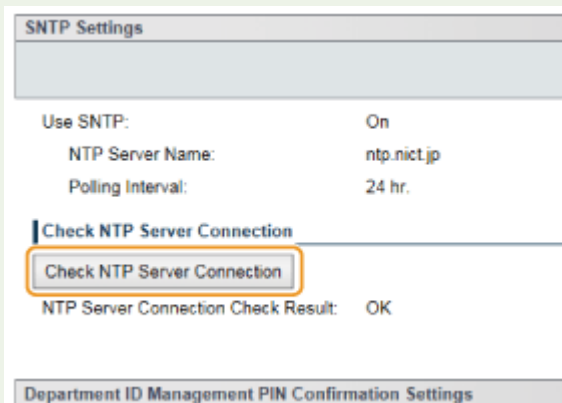 SNTP Settings
Use SNTP: On
NTP Server Name: ntp.nict.jp
Polling Interval: 24 hr.
Check NTP Server Connection
Check NTP Server Connection
NTP Server Connection Check Result: OK
Department ID Management PIN Confirmation Settings